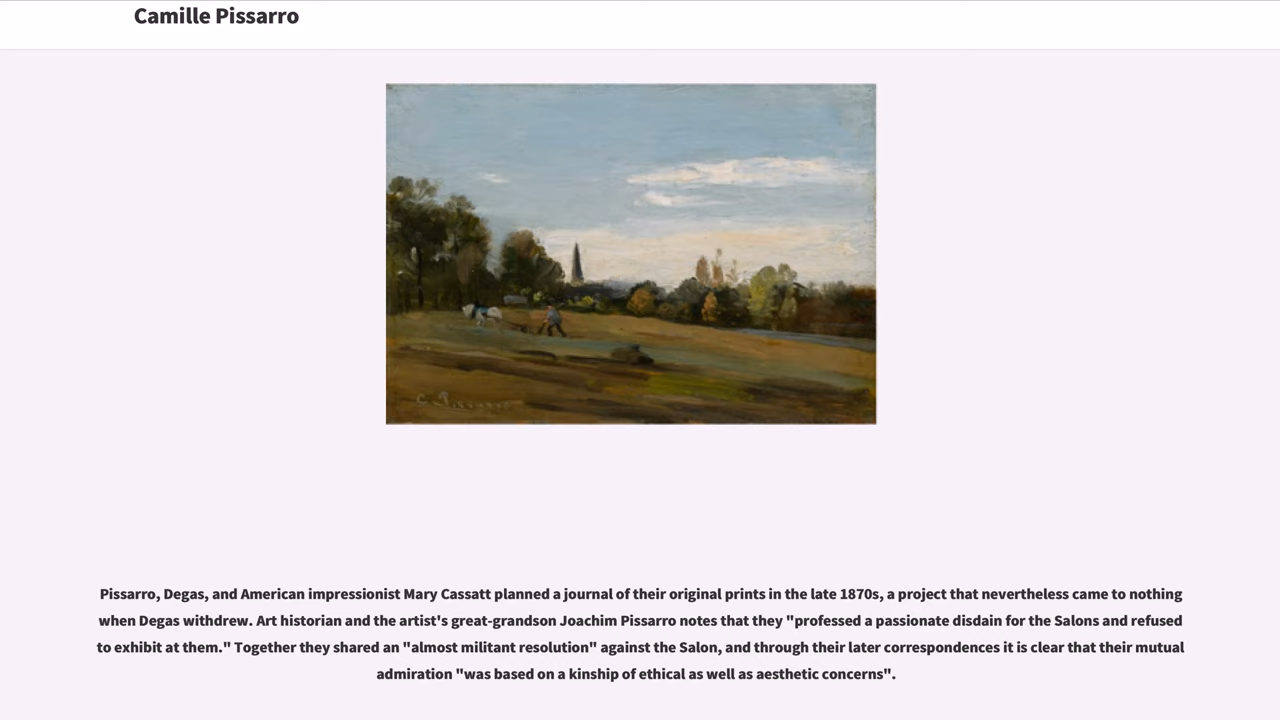 Camille Pissarro
C. Pissarro
Pissarro, Degas, and American impressionist Mary Cassatt planned a journal of their original prints in the late 1870s, a project that nevertheless came to nothing
when Degas withdrew. Art historian and the artist's great-grandson Joachim Pissarro notes that they "professed a passionate disdain for the Salons and refused
to exhibit at them." Together they shared an "almost militant resolution" against the Salon, and through their later correspondences it is clear that their mutual
admiration "was based on a kinship of ethical as well as aesthetic concerns".